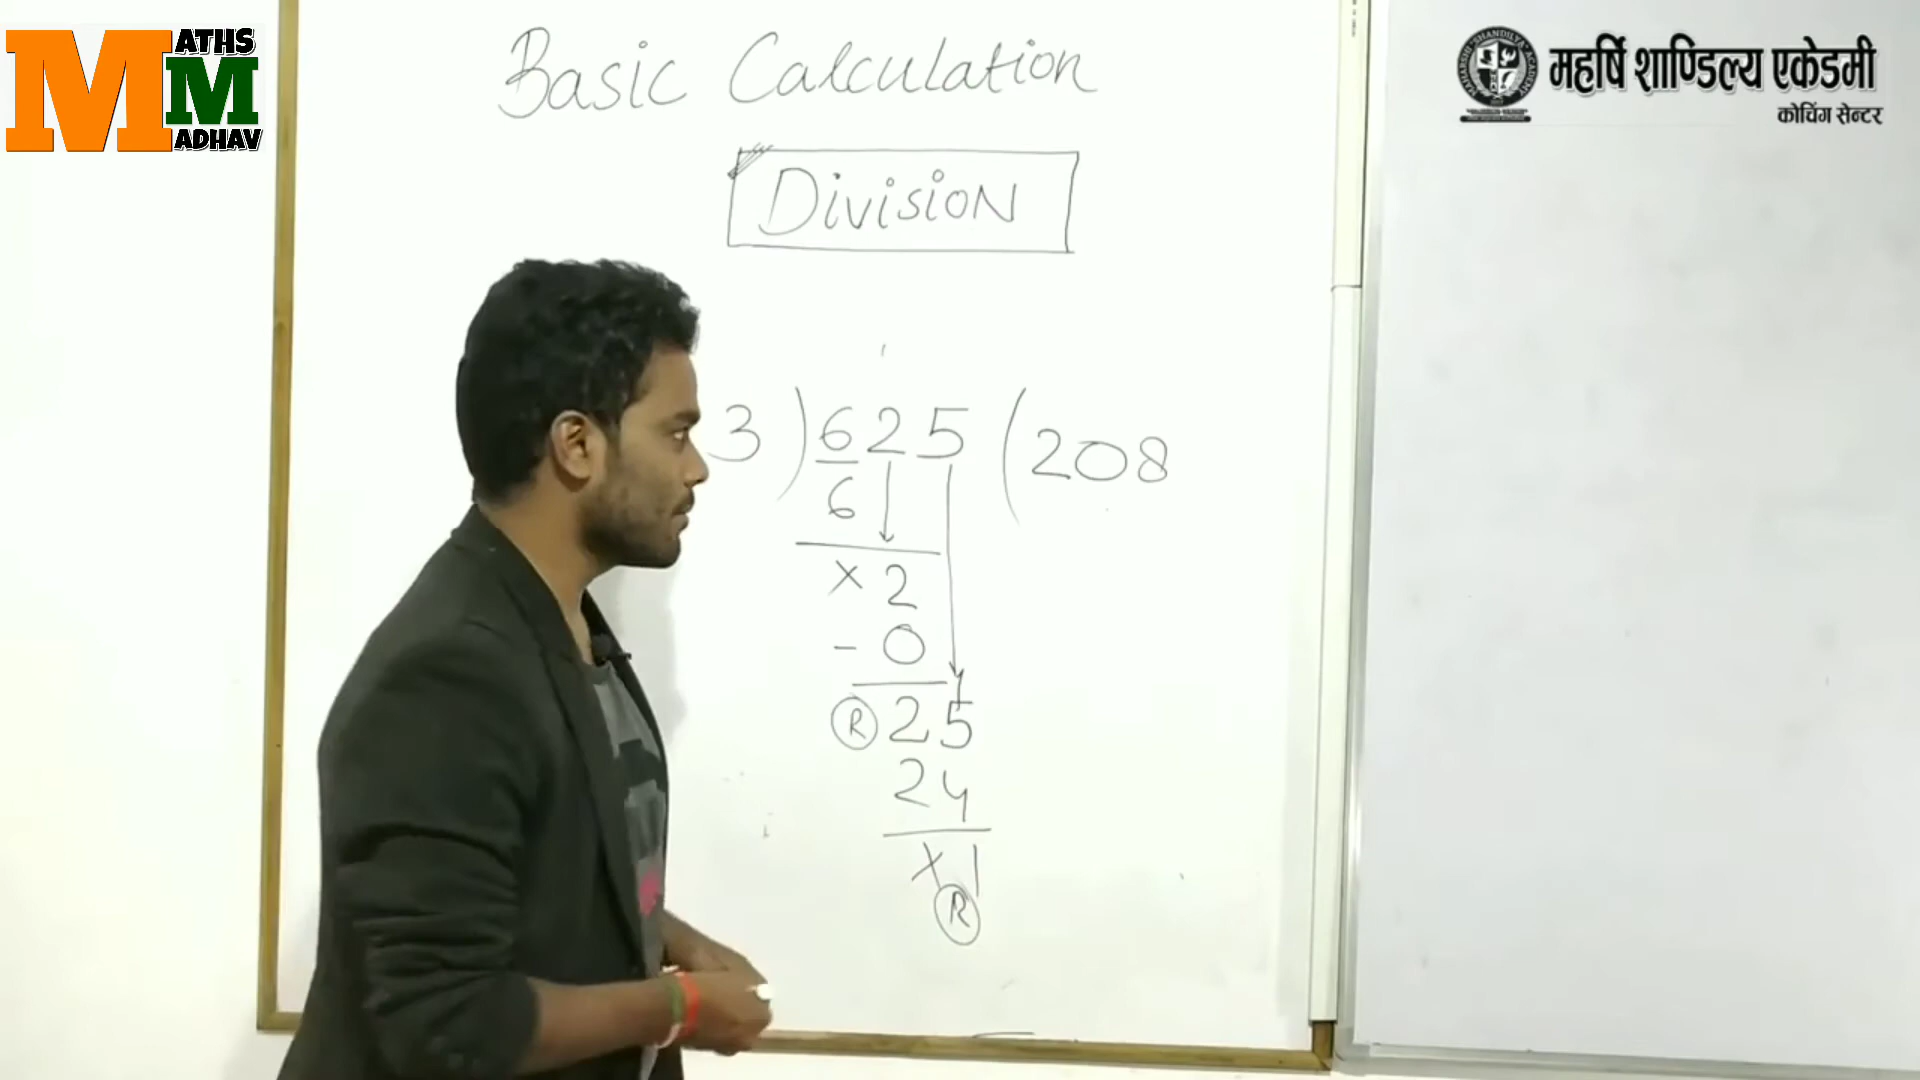 MATHS
MADHAV
महर्षि शाण्डिल्य एकेडमी
कोचिंग सेन्टर
Basic Calculation
Division
3 ) 625 ( 208
6
x 2
- 0
R 25
24
x 1
R